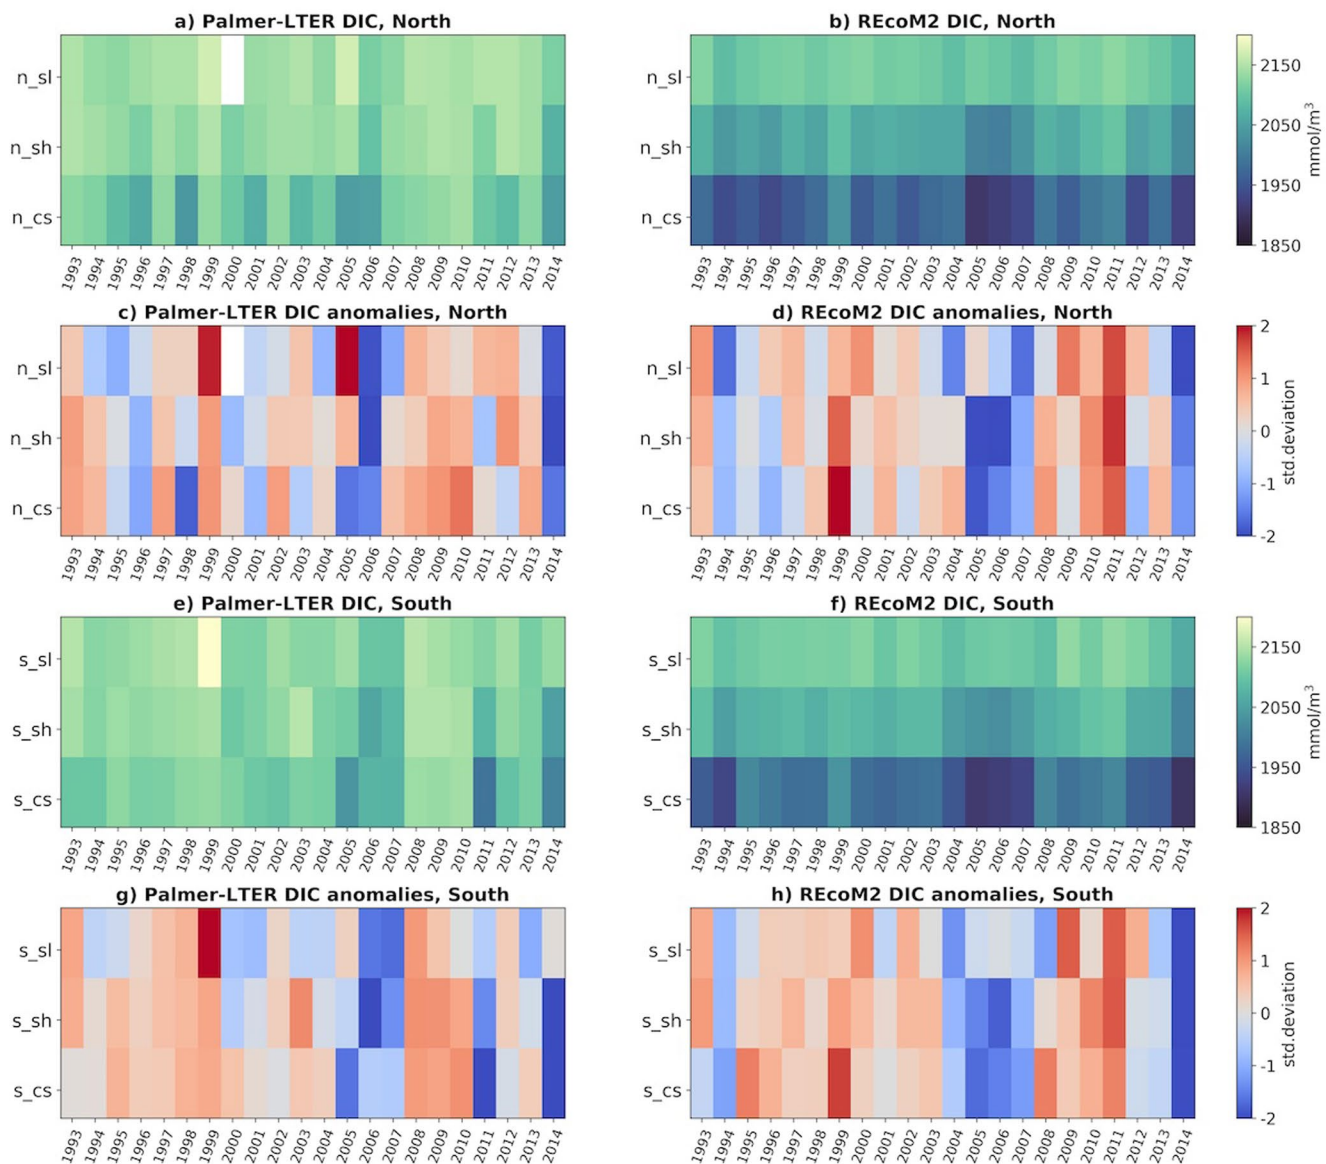 a) Palmer-LTER DIC, North
n_sl
n_sh
n_cs
1993 1994 1995 1996 1997 1998 1999 2000 2001 2002 2003 2004 2005 2006 2007 2008 2009 2010 2011 2012 2013 2014
b) REcoM2 DIC, North
n_sl
n_sh
n_cs
1993 1994 1995 1996 1997 1998 1999 2000 2001 2002 2003 2004 2005 2006 2007 2008 2009 2010 2011 2012 2013 2014
2150
2050
1950
1850
mmol/m³
c) Palmer-LTER DIC anomalies, North
n_sl
n_sh
n_cs
1993 1994 1995 1996 1997 1998 1999 2000 2001 2002 2003 2004 2005 2006 2007 2008 2009 2010 2011 2012 2013 2014
d) REcoM2 DIC anomalies, North
n_sl
n_sh
n_cs
1993 1994 1995 1996 1997 1998 1999 2000 2001 2002 2003 2004 2005 2006 2007 2008 2009 2010 2011 2012 2013 2014
2
1
0
-1
-2
std.deviation
e) Palmer-LTER DIC, South
s_sl
s_sh
s_cs
1993 1994 1995 1996 1997 1998 1999 2000 2001 2002 2003 2004 2005 2006 2007 2008 2009 2010 2011 2012 2013 2014
f) REcoM2 DIC, South
s_sl
s_sh
s_cs
1993 1994 1995 1996 1997 1998 1999 2000 2001 2002 2003 2004 2005 2006 2007 2008 2009 2010 2011 2012 2013 2014
2150
2050
1950
1850
mmol/m³
g) Palmer-LTER DIC anomalies, South
s_sl
s_sh
s_cs
1993 1994 1995 1996 1997 1998 1999 2000 2001 2002 2003 2004 2005 2006 2007 2008 2009 2010 2011 2012 2013 2014
h) REcoM2 DIC anomalies, South
s_sl
s_sh
s_cs
1993 1994 1995 1996 1997 1998 1999 2000 2001 2002 2003 2004 2005 2006 2007 2008 2009 2010 2011 2012 2013 2014
2
1
0
-1
-2
std.deviation